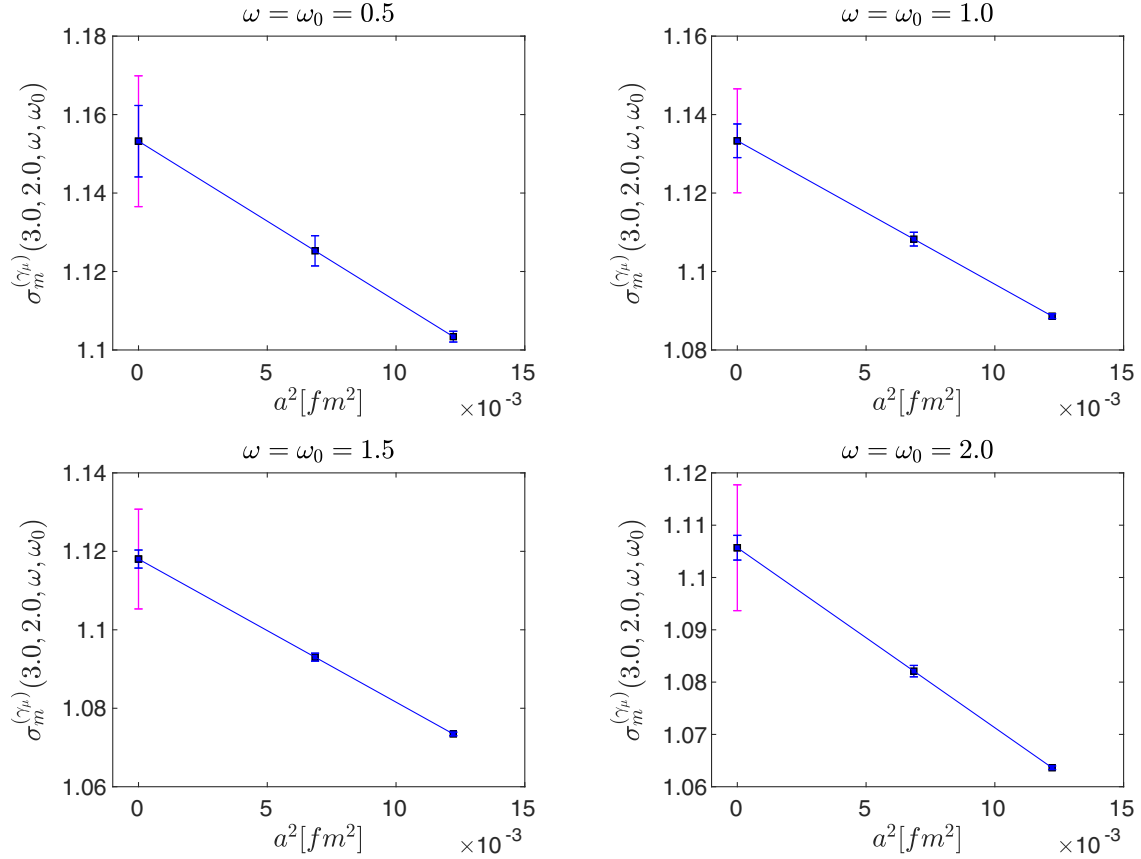 ω = ω₀ = 0.5
σₘ^(γ_μ)(3.0, 2.0, ω, ω₀)
1.18
1.16
1.14
1.12
1.1
0 5 10 15
a²[fm²]
×10⁻³
ω = ω₀ = 1.0
σₘ^(γ_μ)(3.0, 2.0, ω, ω₀)
1.16
1.14
1.12
1.1
1.08
0 5 10 15
a²[fm²]
×10⁻³
ω = ω₀ = 1.5
σₘ^(γ_μ)(3.0, 2.0, ω, ω₀)
1.14
1.12
1.1
1.08
1.06
0 5 10 15
a²[fm²]
×10⁻³
ω = ω₀ = 2.0
σₘ^(γ_μ)(3.0, 2.0, ω, ω₀)
1.12
1.11
1.1
1.09
1.08
1.07
1.06
0 5 10 15
a²[fm²]
×10⁻³